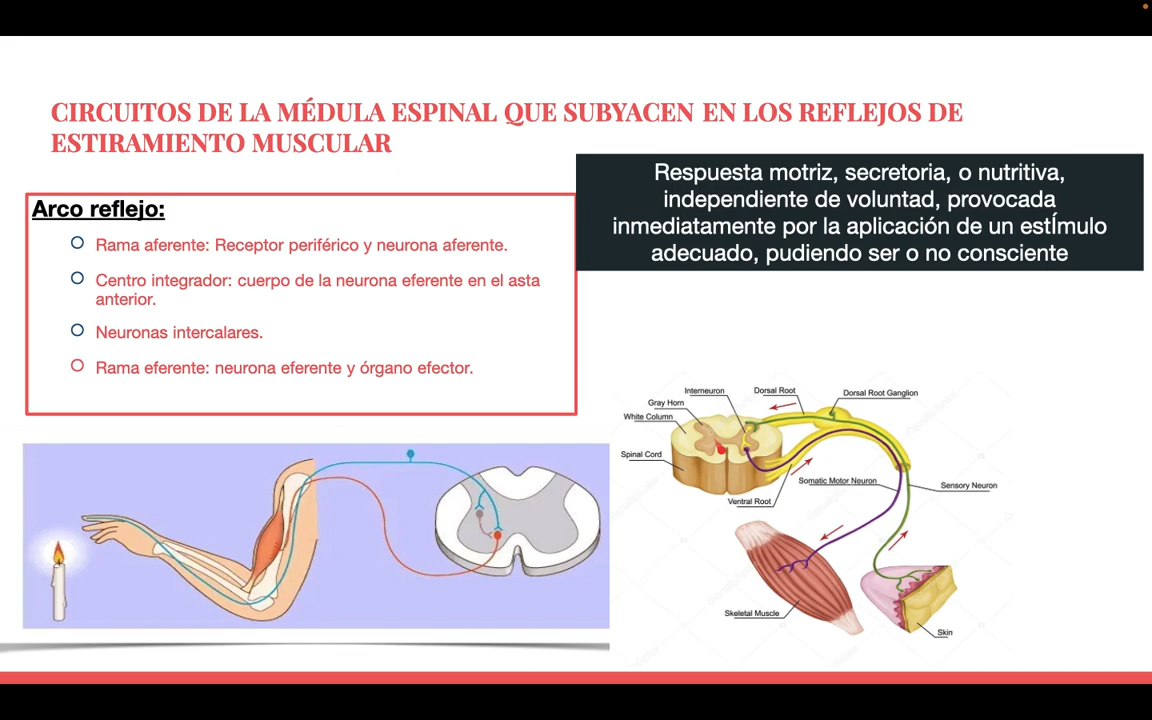 CIRCUITOS DE LA MÉDULA ESPINAL QUE SUBYACEN EN LOS REFLEJOS DE
ESTIRAMIENTO MUSCULAR
Respuesta motriz, secretoria, o nutritiva,
independiente de voluntad, provocada
inmediatamente por la aplicación de un estÍmulo
adecuado, pudiendo ser o no consciente
Arco reflejo:
Rama aferente: Receptor periférico y neurona aferente.
Centro integrador: cuerpo de la neurona eferente en el asta
anterior.
Neuronas intercalares.
Rama eferente: neurona eferente y órgano efector.
Interneuron
Dorsal Root
Dorsal Root Ganglion
Gray Horn
White Column
Spinal Cord
Somatic Motor Neuron
Sensory Neuron
Ventral Root
Skeletal Muscle
Skin